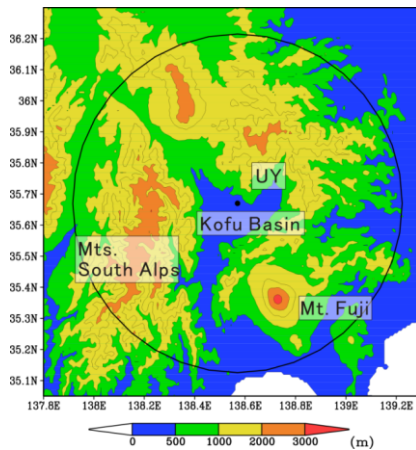 36.2N
36.1N
36N
35.9N
35.8N
35.7N
35.6N
35.5N
35.4N
35.3N
35.2N
35.1N
UY
Kofu Basin
Mts.
South Alps
Mt. Fuji
137.8E 138E 138.2E 138.4E 138.6E 138.8E 139E 139.2E
0 500 1000 2000 3000 (m)